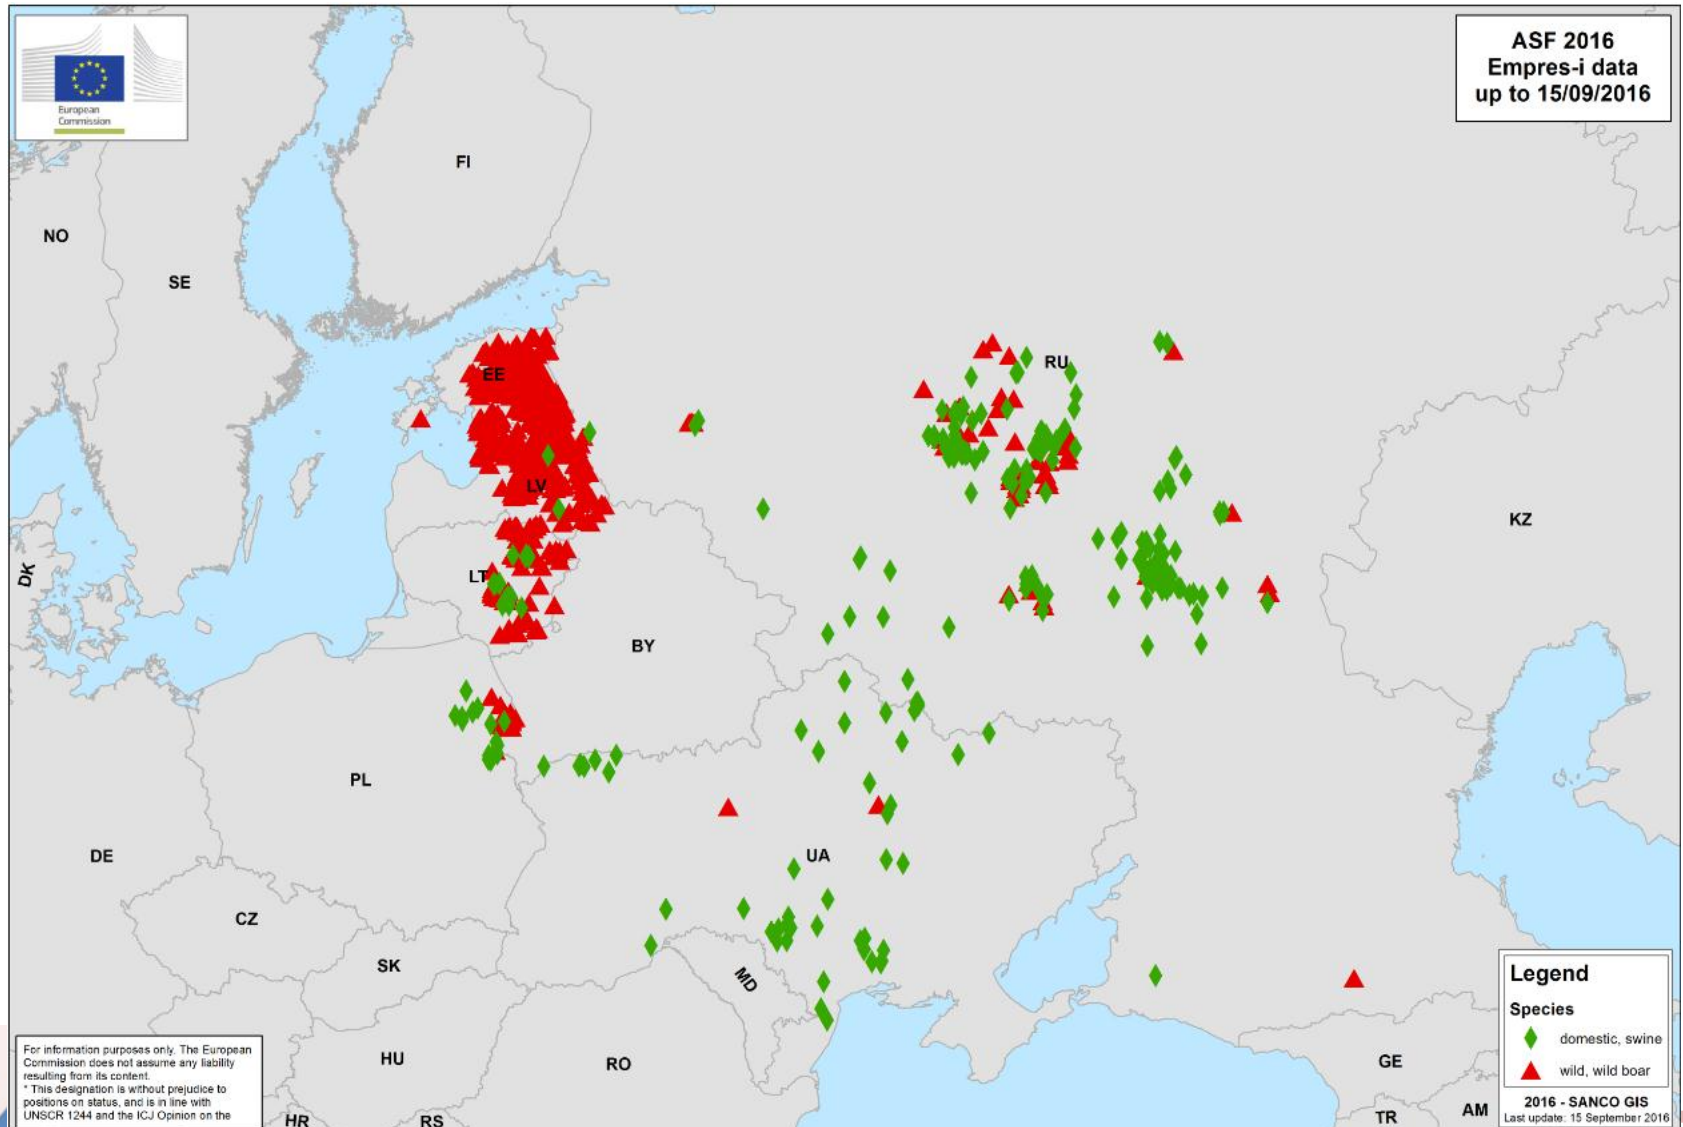 European
Commission
ASF 2016
Empres-i data
up to 15/09/2016
FI
NO
SE
EE
RU
LV
KZ
DK
LT
BY
PL
DE
UA
CZ
SK
MD
HU
RO
GE
HR
RS
TR
AM
For information purposes only. The European
Commission does not assume any liability
resulting from its content.
* This designation is without prejudice to
positions on status, and is in line with
UNSCR 1244 and the ICJ Opinion on the
Legend
Species
domestic, swine
wild, wild boar
2016 - SANCO GIS
Last update: 15 September 2016